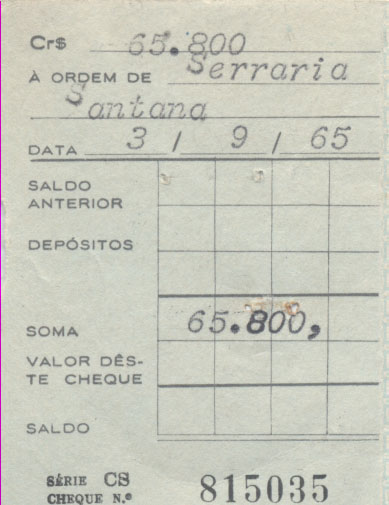 Cr$ 65.800
À ORDEM DE Serraria
Santana
DATA 3 / 9 / 65
SALDO
ANTERIOR
DEPÓSITOS
SOMA 65.800,
VALOR DÊS-
TE CHEQUE
SALDO
SÉRIE CS
CHEQUE N.º 815035